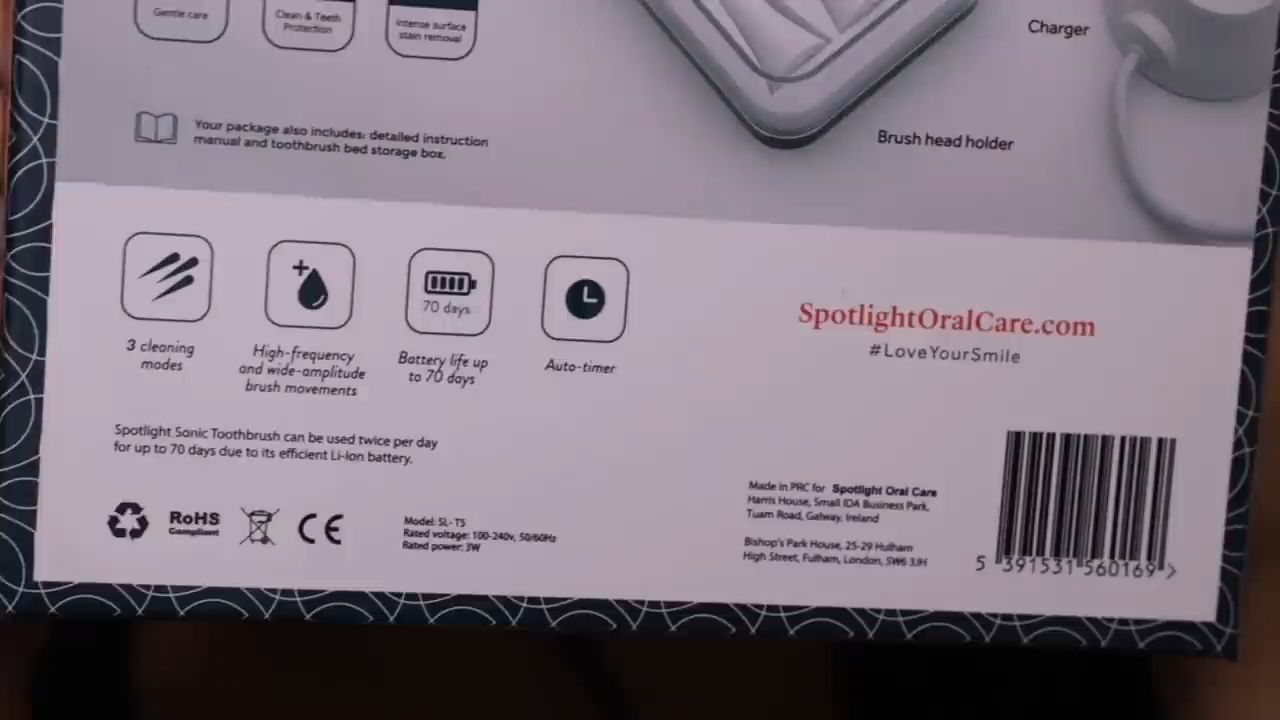 Gentle care
Clean & Teeth
Protection
Intense surface
stain removal
Charger
Your package also includes: detailed instruction
manual and toothbrush bed storage box.
Brush head holder
70 days
3 cleaning
modes
High-frequency
and wide-amplitude
brush movements
Battery life up
to 70 days
Auto-timer
SpotlightOralCare.com
#LoveYourSmile
Spotlight Sonic Toothbrush can be used twice per day
for up to 70 days due to its efficient Li-Ion battery.
RoHS
Compliant
CE
Model: SL-T5
Rated voltage: 100-240v, 50/60Hz
Rated power: 3W
Made in PRC for Spotlight Oral Care
Harris House, Small IDA Business Park,
Tuam Road, Galway, Ireland
Bishop's Park House, 25-29 Hulham
High Street, Fulham, London, SW6 3JH
5 391531 560169 >